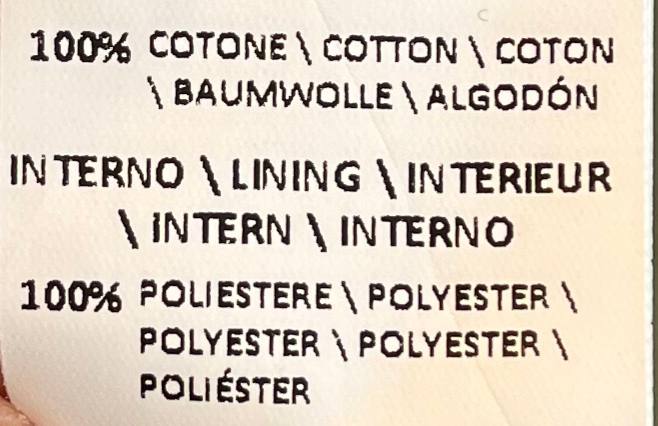 100% COTONE \ COTTON \ COTON
\ BAUMWOLLE \ ALGODÓN
INTERNO \ LINING \ INTERIEUR
\ INTERN \ INTERNO
100% POLIESTERE \ POLYESTER \
POLYESTER \ POLYESTER \
POLIÉSTER